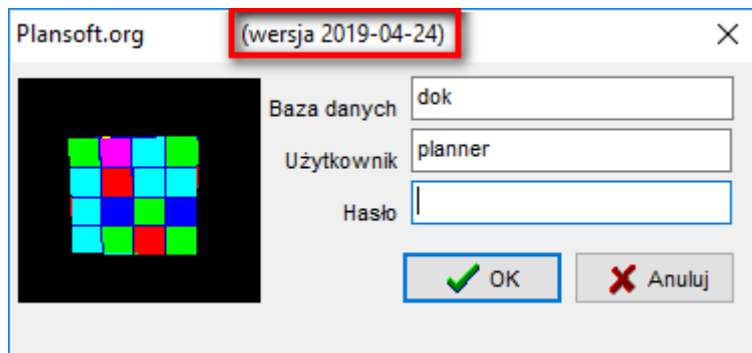 Plansoft.org (wersja 2019-04-24)
Baza danych dok
Użytkownik planner
Hasło
OK Anuluj